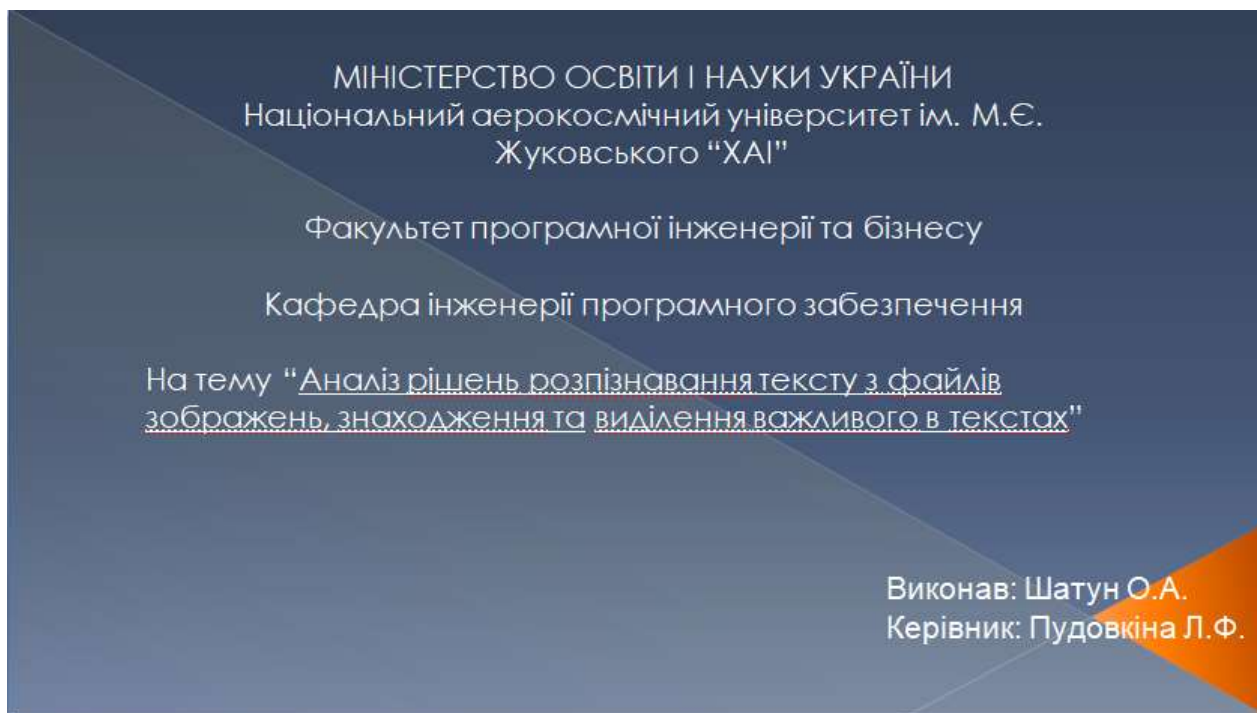 МІНІСТЕРСТВО ОСВІТИ І НАУКИ УКРАЇНИ
Національний аерокосмічний університет ім. М.Є.
Жуковського “ХАІ”
Факультет програмної інженерії та бізнесу
Кафедра інженерії програмного забезпечення
На тему “Аналіз рішень розпізнавання тексту з файлів
зображень, знаходження та виділення важливого в текстах”
Виконав: Шатун О.А.
Керівник: Пудовкіна Л.Ф.